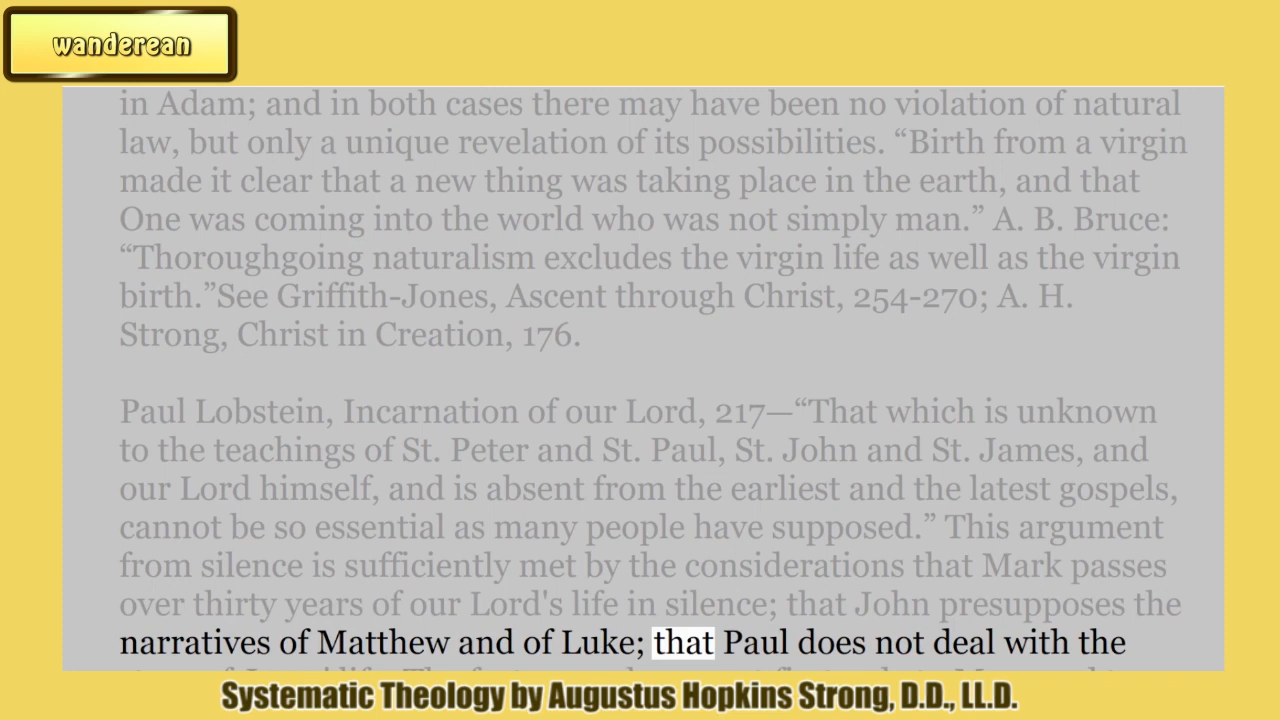 wanderean
in Adam; and in both cases there may have been no violation of natural
law, but only a unique revelation of its possibilities. “Birth from a virgin
made it clear that a new thing was taking place in the earth, and that
One was coming into the world who was not simply man.” A. B. Bruce:
“Thoroughgoing naturalism excludes the virgin life as well as the virgin
birth.”See Griffith-Jones, Ascent through Christ, 254-270; A. H.
Strong, Christ in Creation, 176.
Paul Lobstein, Incarnation of our Lord, 217—“That which is unknown
to the teachings of St. Peter and St. Paul, St. John and St. James, and
our Lord himself, and is absent from the earliest and the latest gospels,
cannot be so essential as many people have supposed.” This argument
from silence is sufficiently met by the considerations that Mark passes
over thirty years of our Lord's life in silence; that John presupposes the
narratives of Matthew and of Luke; that Paul does not deal with the
Systematic Theology by Augustus Hopkins Strong, D.D., LL.D.